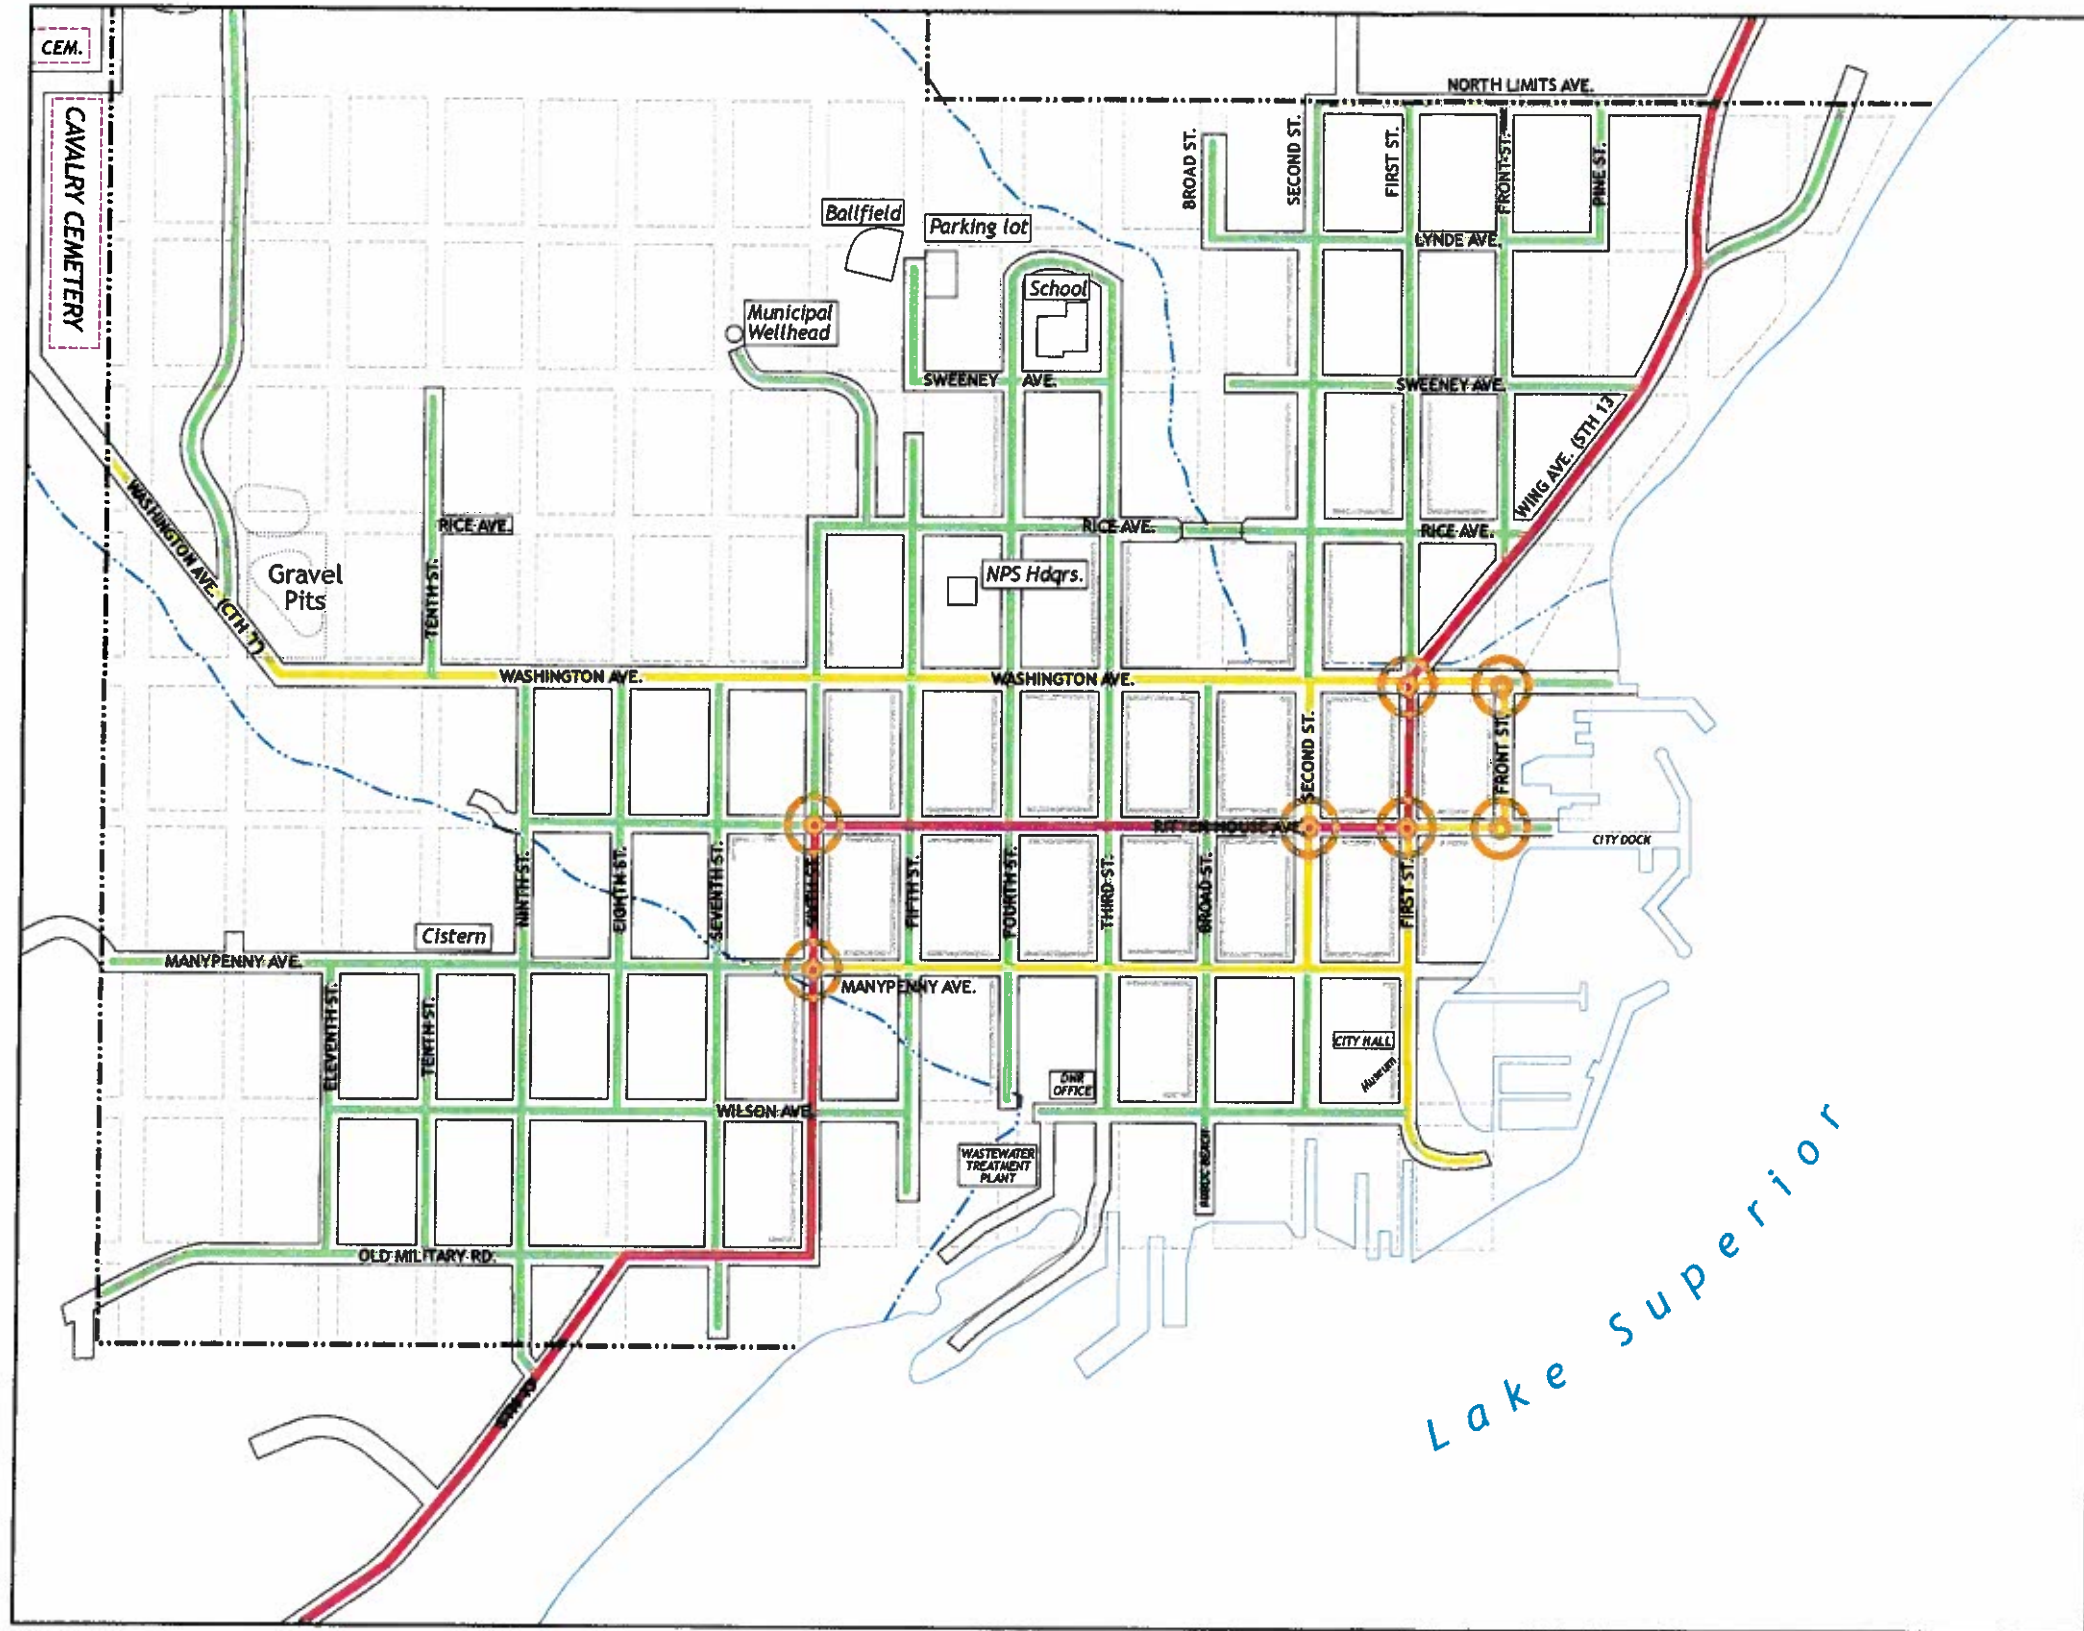 CEM.
CAVALRY CEMETERY
NORTH LIMITS AVE.
BROAD ST.
SECOND ST.
FIRST ST.
FRONT ST.
PINE ST.
LYNDE AVE.
Ballfield
Parking lot
School
Municipal
Wellhead
SWEENEY AVE.
SWEENEY AVE.
WING AVE. (STH 13)
WASHINGTON AVE. (CTH
RICE AVE.
RICE AVE.
RICE AVE.
Gravel
Pits
TENTH ST.
NPS Hdqrs.
WASHINGTON AVE.
WASHINGTON AVE.
SECOND ST.
FRONT ST.
RITTENHOUSE AVE.
CITY DOCK
NINTH ST.
EIGHTH ST.
SEVENTH ST.
SIXTH ST.
FIFTH ST.
FOURTH ST.
THIRD ST.
BROAD ST.
FIRST ST.
Cistern
MANYPENNY AVE.
MANYPENNY AVE.
ELEVENTH ST.
TENTH ST.
CITY HALL
Museum
DNR
OFFICE
WILSON AVE.
WASTEWATER
TREATMENT
PLANT
OLD MILITARY RD.
STH 13
Lake Superior